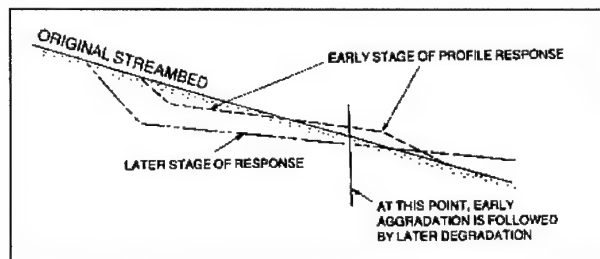 ORIGINAL STREAMBED
EARLY STAGE OF PROFILE RESPONSE
LATER STAGE OF RESPONSE
AT THIS POINT, EARLY
AGGRADATION IS FOLLOWED
BY LATER DEGRADATION